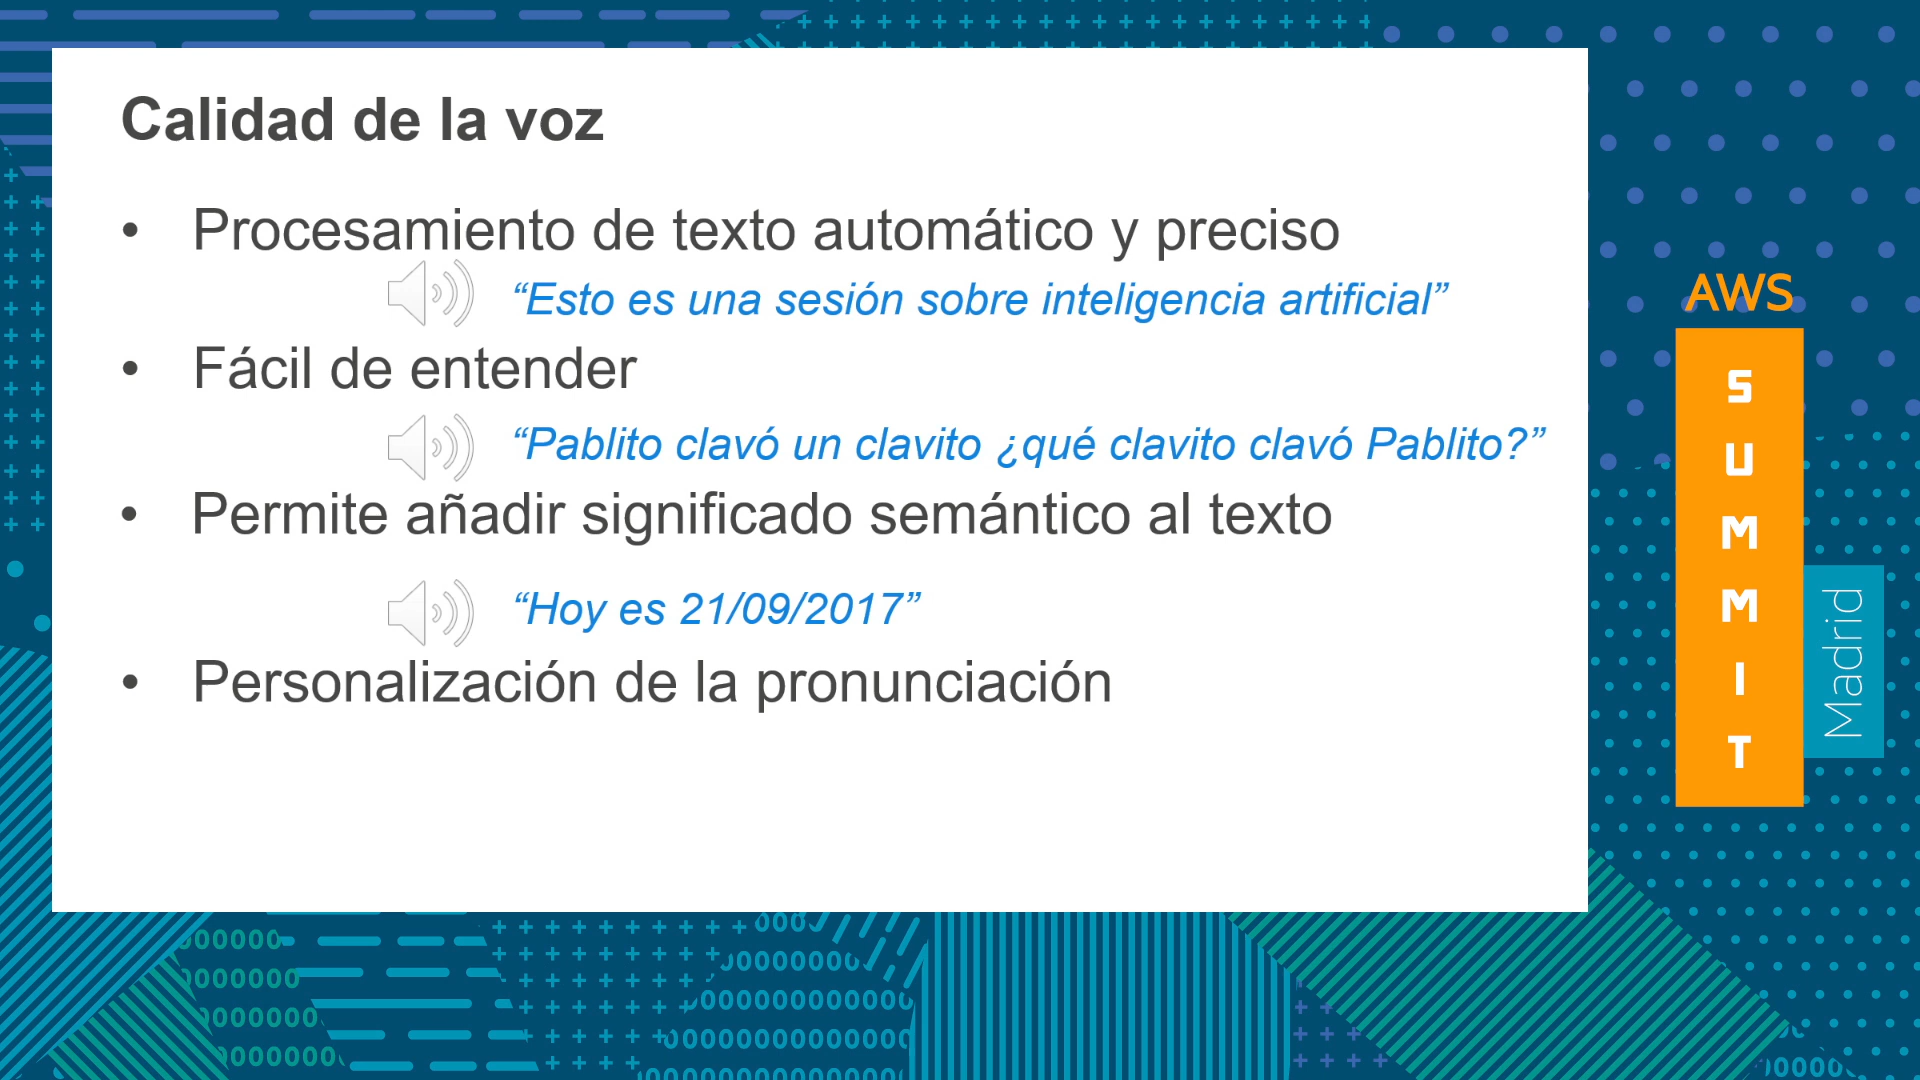 Calidad de la voz
• Procesamiento de texto automático y preciso
“Esto es una sesión sobre inteligencia artificial”
• Fácil de entender
“Pablito clavó un clavito ¿qué clavito clavó Pablito?”
• Permite añadir significado semántico al texto
“Hoy es 21/09/2017”
• Personalización de la pronunciación
AWS
SUMMIT
Madrid